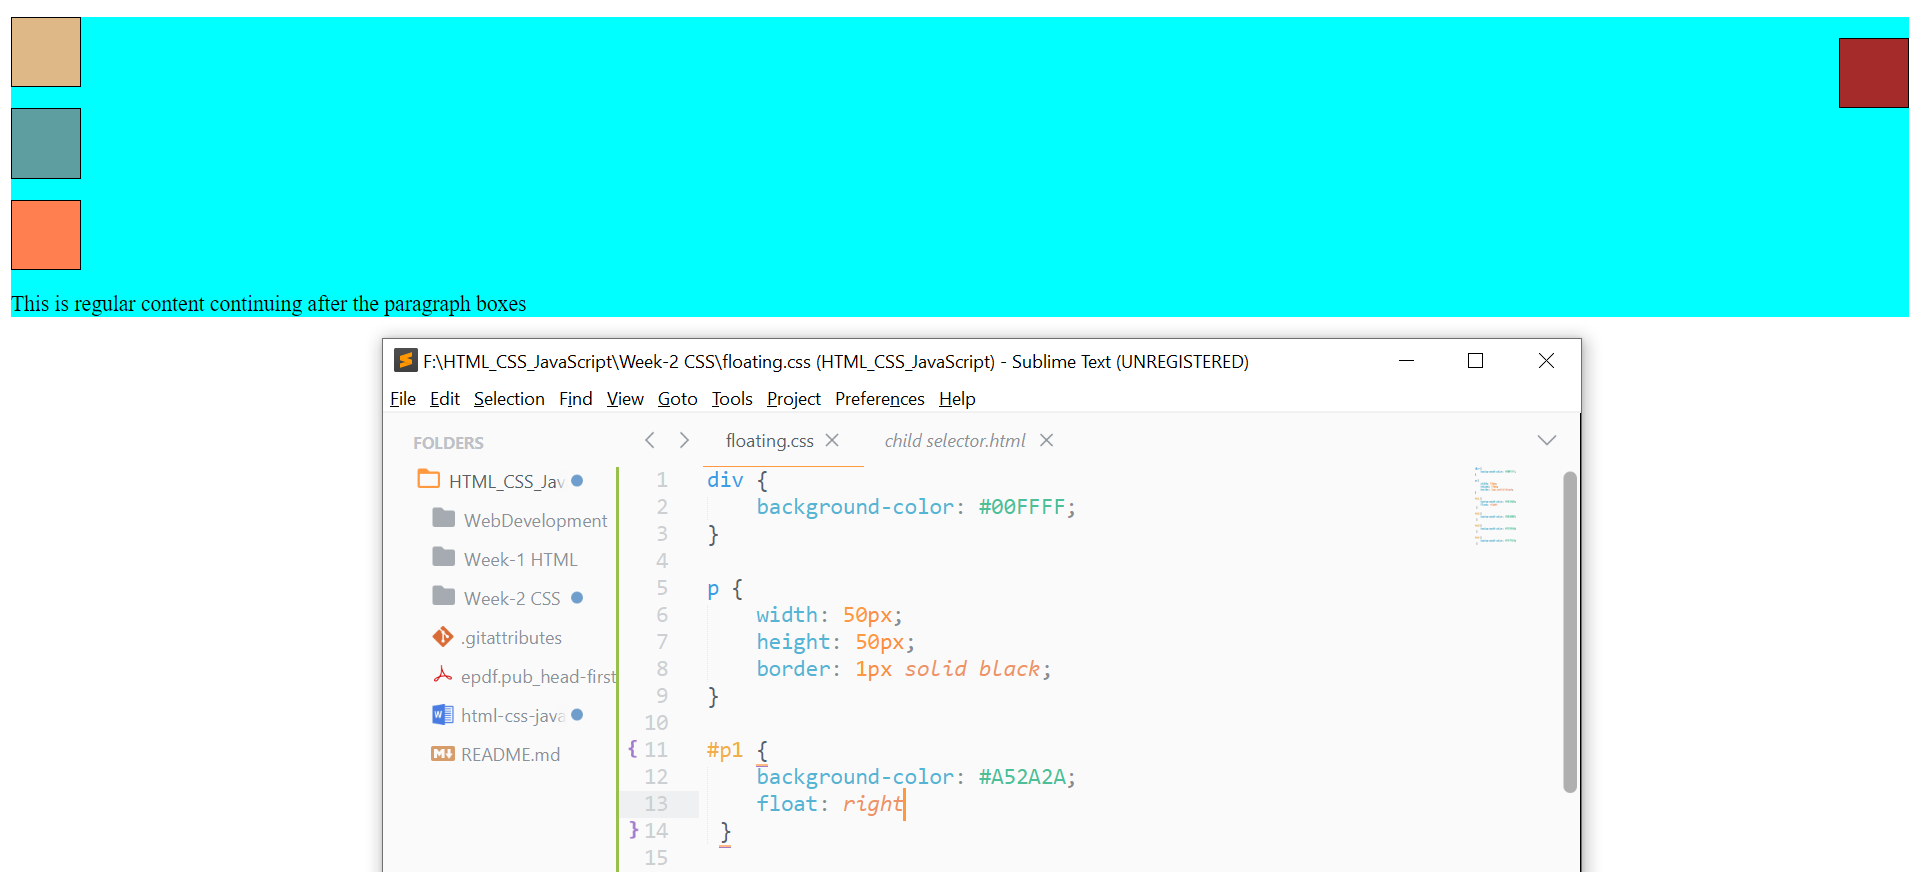 This is regular content continuing after the paragraph boxes
F:\HTML_CSS_JavaScript\Week-2 CSS\floating.css (HTML_CSS_JavaScript) - Sublime Text (UNREGISTERED)
File Edit Selection Find View Goto Tools Project Preferences Help
FOLDERS
HTML_CSS_Jav
WebDevelopment
Week-1 HTML
Week-2 CSS
.gitattributes
epdf.pub_head-first
html-css-java
README.md
floating.css child selector.html
1 div {
2 background-color: #00FFFF;
3 }
4
5 p {
6 width: 50px;
7 height: 50px;
8 border: 1px solid black;
9 }
10
{ 11 #p1 {
12 background-color: #A52A2A;
13 float: right
} 14 }
15